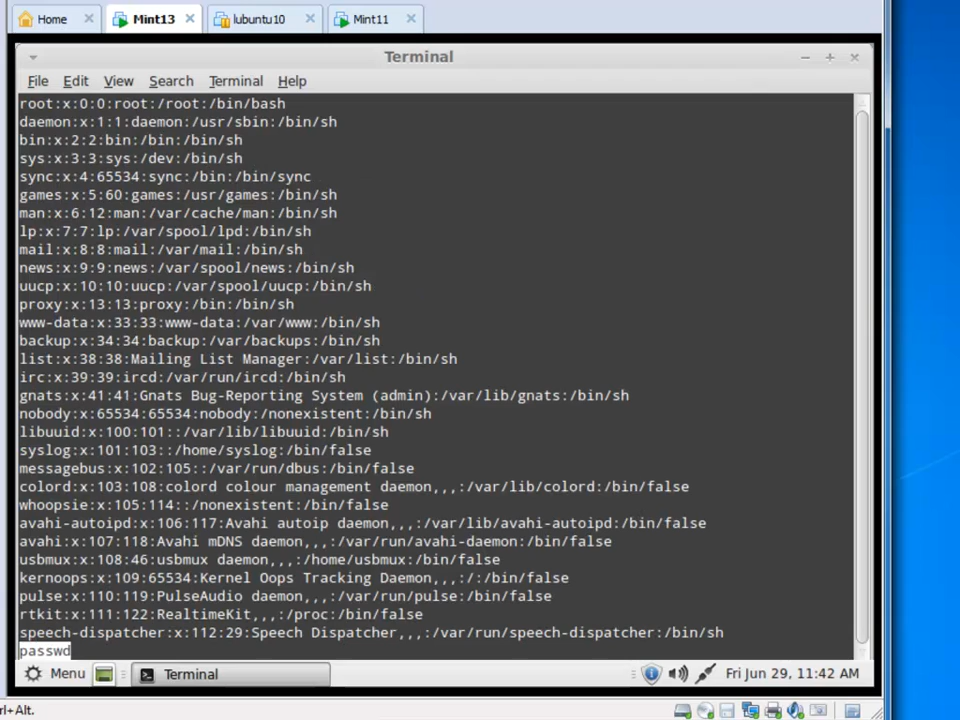 Home
Mint13
lubuntu10
Mint11
Terminal
File Edit View Search Terminal Help
root:x:0:0:root:/root:/bin/bash
daemon:x:1:1:daemon:/usr/sbin:/bin/sh
bin:x:2:2:bin:/bin:/bin/sh
sys:x:3:3:sys:/dev:/bin/sh
sync:x:4:65534:sync:/bin:/bin/sync
games:x:5:60:games:/usr/games:/bin/sh
man:x:6:12:man:/var/cache/man:/bin/sh
lp:x:7:7:lp:/var/spool/lpd:/bin/sh
mail:x:8:8:mail:/var/mail:/bin/sh
news:x:9:9:news:/var/spool/news:/bin/sh
uucp:x:10:10:uucp:/var/spool/uucp:/bin/sh
proxy:x:13:13:proxy:/bin:/bin/sh
www-data:x:33:33:www-data:/var/www:/bin/sh
backup:x:34:34:backup:/var/backups:/bin/sh
list:x:38:38:Mailing List Manager:/var/list:/bin/sh
irc:x:39:39:ircd:/var/run/ircd:/bin/sh
gnats:x:41:41:Gnats Bug-Reporting System (admin):/var/lib/gnats:/bin/sh
nobody:x:65534:65534:nobody:/nonexistent:/bin/sh
libuuid:x:100:101::/var/lib/libuuid:/bin/sh
syslog:x:101:103::/home/syslog:/bin/false
messagebus:x:102:105::/var/run/dbus:/bin/false
colord:x:103:108:colord colour management daemon,,,:/var/lib/colord:/bin/false
whoopsie:x:105:114::/nonexistent:/bin/false
avahi-autoipd:x:106:117:Avahi autoip daemon,,,:/var/lib/avahi-autoipd:/bin/false
avahi:x:107:118:Avahi mDNS daemon,,,:/var/run/avahi-daemon:/bin/false
usbmux:x:108:46:usbmux daemon,,,:/home/usbmux:/bin/false
kernoops:x:109:65534:Kernel Oops Tracking Daemon,,,:/:/bin/false
pulse:x:110:119:PulseAudio daemon,,,:/var/run/pulse:/bin/false
rtkit:x:111:122:RealtimeKit,,,:/proc:/bin/false
speech-dispatcher:x:112:29:Speech Dispatcher,,,:/var/run/speech-dispatcher:/bin/sh
passwd
Menu
Terminal
Fri Jun 29, 11:42 AM
rl+Alt.